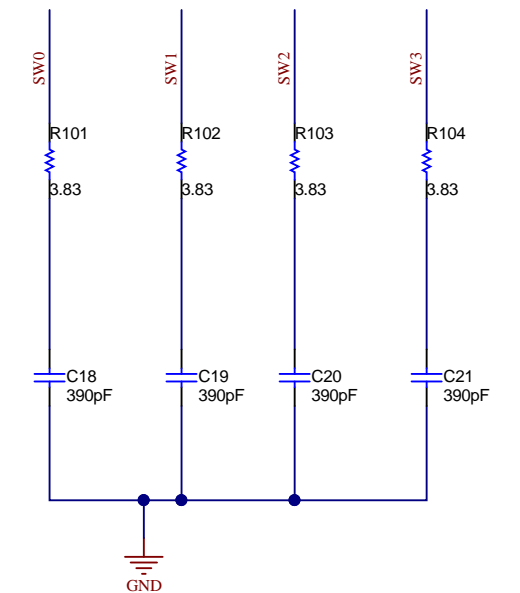 SW0
SW1
SW2
SW3
R101
R102
R103
R104
3.83
3.83
3.83
3.83
C18
C19
C20
C21
390pF
390pF
390pF
390pF
GND